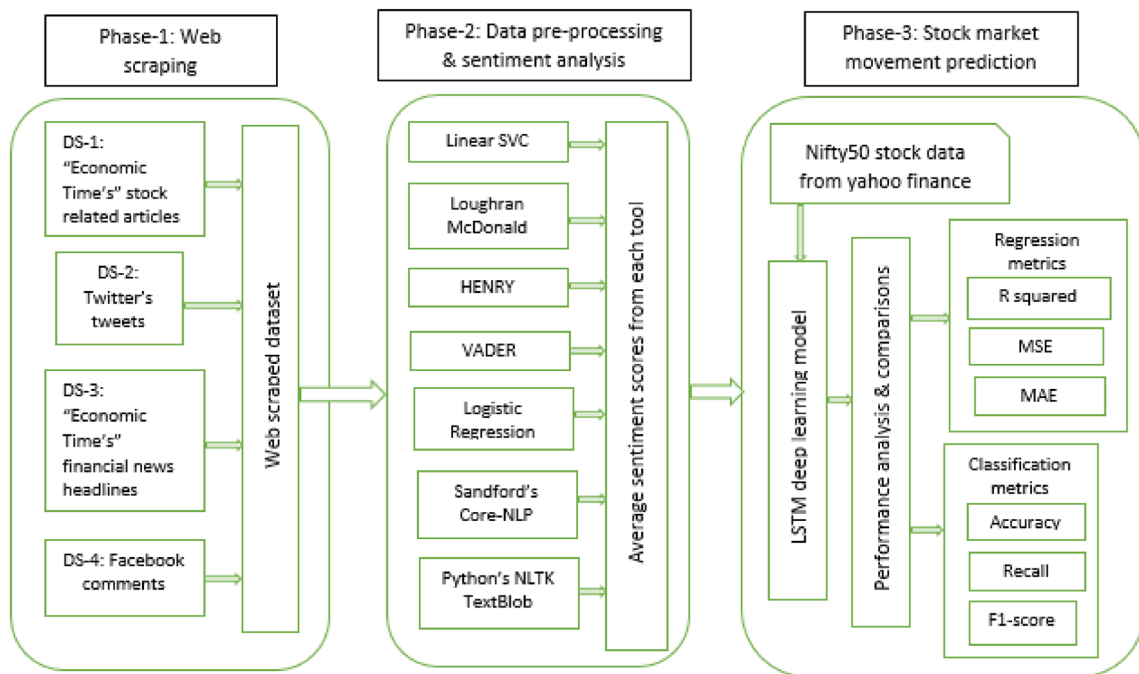 Phase-1: Web
scraping
Phase-2: Data pre-processing
& sentiment analysis
Phase-3: Stock market
movement prediction
DS-1:
“Economic
Time’s” stock
related articles
DS-2:
Twitter’s
tweets
DS-3:
“Economic
Time’s”
financial news
headlines
DS-4: Facebook
comments
Web scraped dataset
Linear SVC
Loughran
McDonald
HENRY
VADER
Logistic
Regression
Sandford’s
Core-NLP
Python’s NLTK
TextBlob
Average sentiment scores from each tool
Nifty50 stock data
from yahoo finance
LSTM deep learning model
Performance analysis & comparisons
Regression
metrics
R squared
MSE
MAE
Classification
metrics
Accuracy
Recall
F1-score